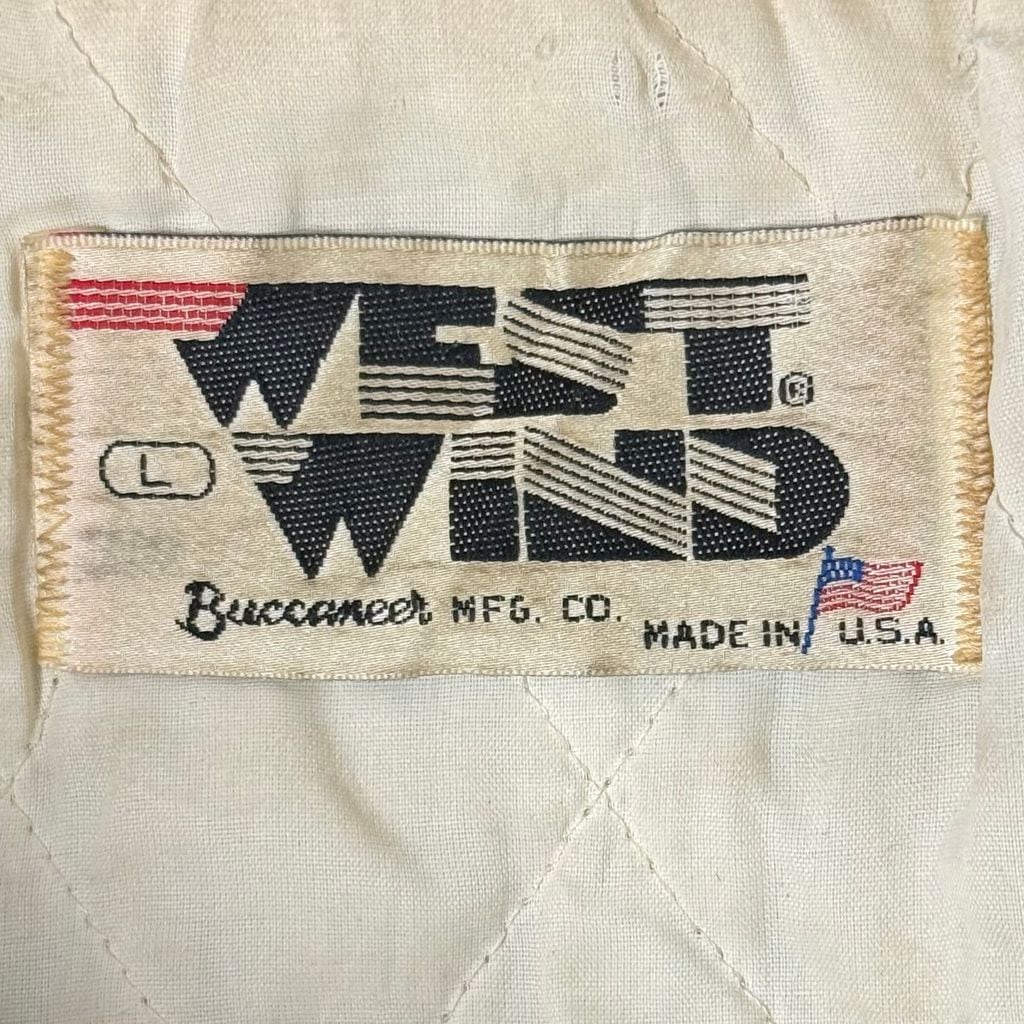 WEST®
WIND
L
Buccaneer MFG. CO.
MADE IN U.S.A.